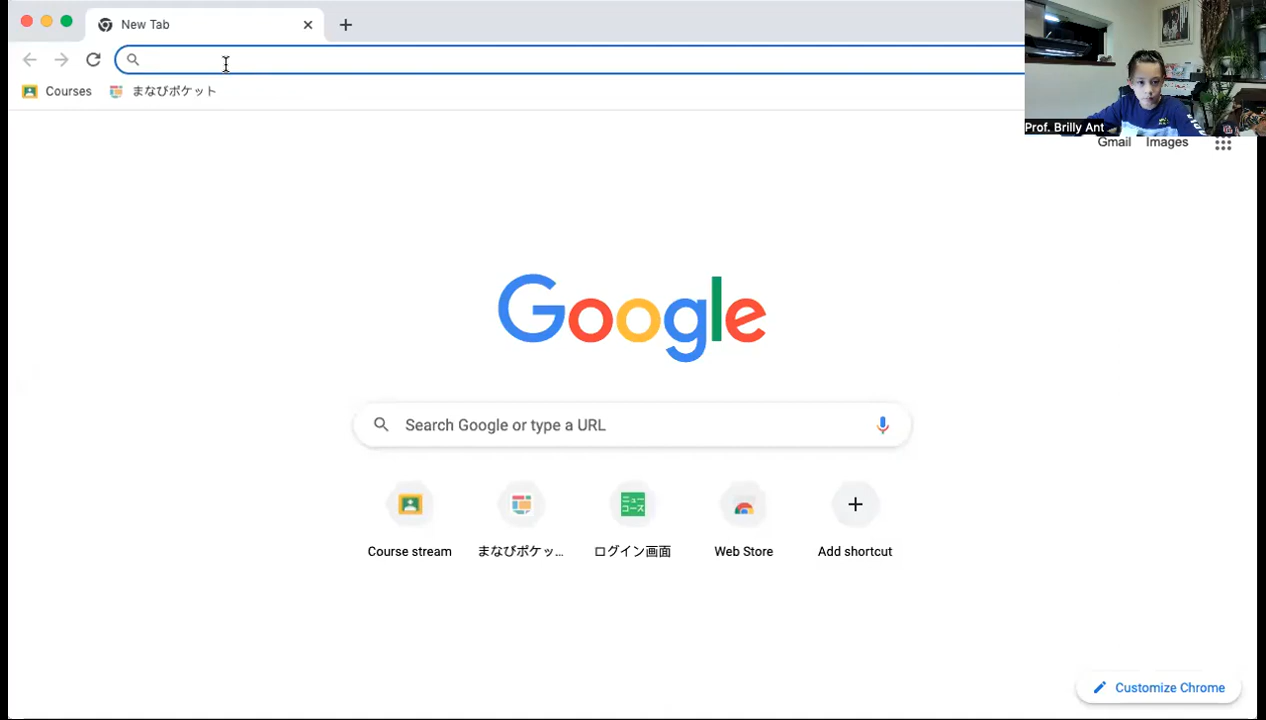 New Tab
Courses まなびポケット
Prof. Brilly Ant
Gmail Images
Google
Search Google or type a URL
Course stream まなびポケッ... ログイン画面 Web Store Add shortcut
ニュー
コース
Customize Chrome